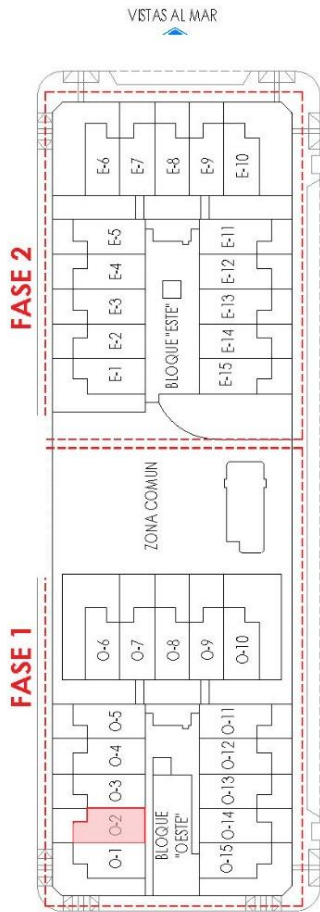 VISTAS AL MAR
FASE 2
E-6
E-7
E-8
E-9
E-10
E-5
E-4
E-3
E-2
E-1
BLOQUE "ESTE"
E-11
E-12
E-13
E-14
E-15
ZONA COMUN
FASE 1
O-6
O-7
O-8
O-9
O-10
O-5
O-4
O-3
O-2
O-1
BLOQUE
"OESTE"
O-11
O-12
O-13
O-14
O-15